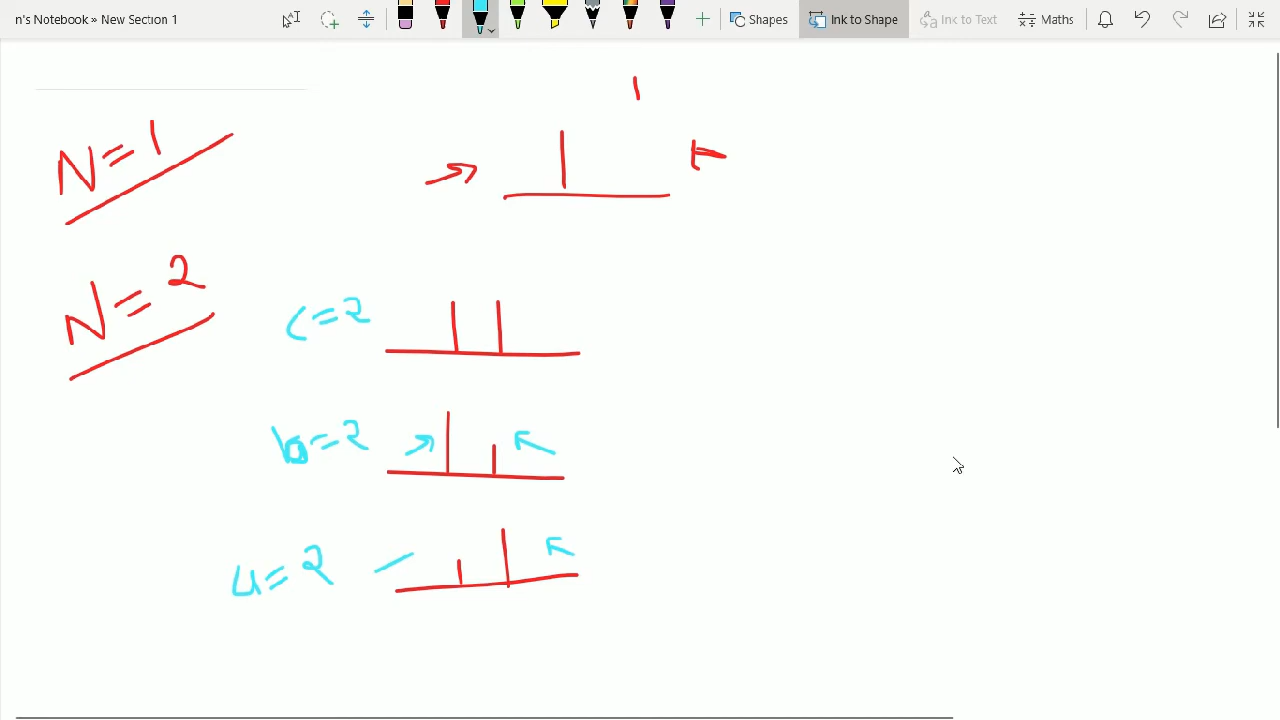 n's Notebook » New Section 1
Shapes
Ink to Shape
Ink to Text
Maths
1
N=1
N=2
C=2
b=2
u=2